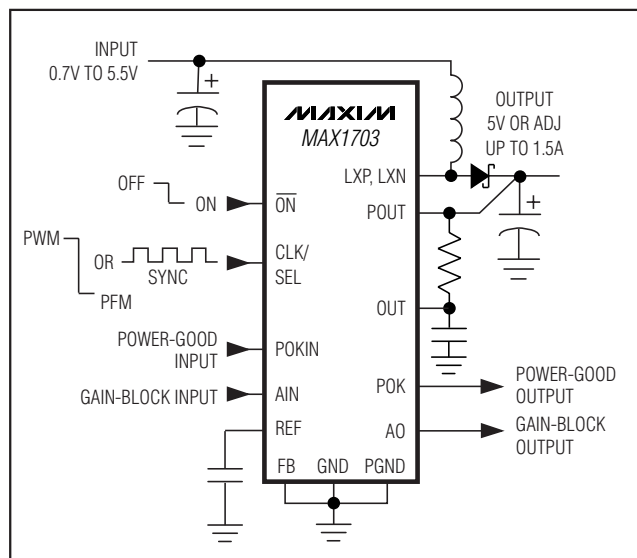 INPUT
0.7V TO 5.5V
+
MAXIM
MAX1703
OUTPUT
5V OR ADJ
UP TO 1.5A
LXP, LXN
OFF
ON
ON
POUT
+
PWM
OR
SYNC
CLK/
SEL
PFM
OUT
POWER-GOOD
INPUT
POKIN
GAIN-BLOCK INPUT
AIN
POK
POWER-GOOD
OUTPUT
REF
AO
GAIN-BLOCK
OUTPUT
FB
GND
PGND